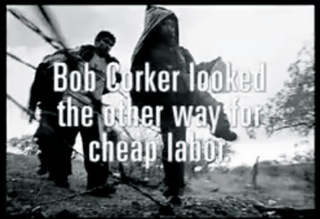 Bob Corker looked
the other way for
cheap labor.